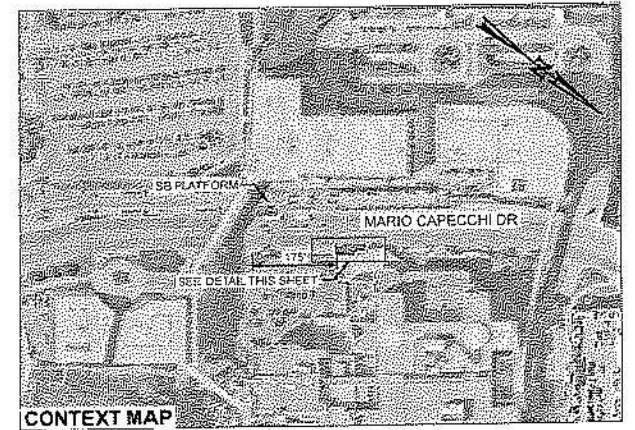 N
SB PLATFORM
MARIO CAPECCHI DR
175'
SEE DETAIL THIS SHEET
CONTEXT MAP